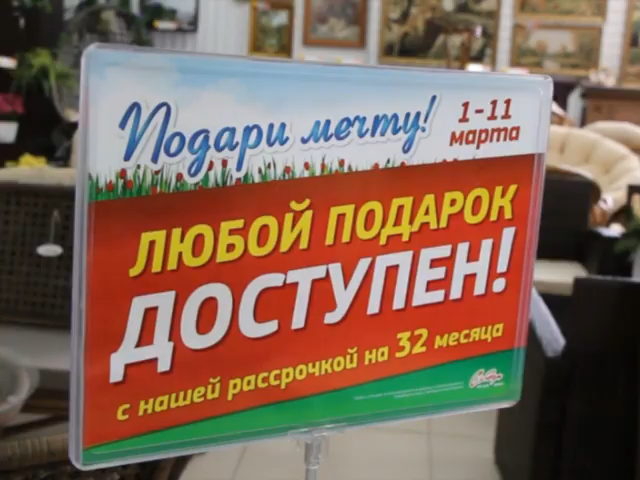 Подари мечту!
1-11
марта
ЛЮБОЙ ПОДАРОК
ДОСТУПЕН!
с нашей рассрочкой на 32 месяца